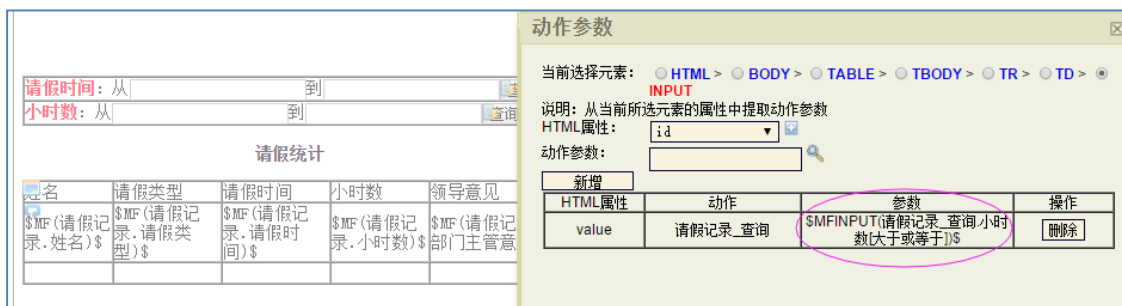 动作参数
当前选择元素： HTML > BODY > TABLE > TBODY > TR > TD >
INPUT
说明：从当前所选元素的属性中提取动作参数
HTML属性： id
动作参数：
新增
HTML属性 动作 参数 操作
value 请假记录_查询 $MFINPUT(请假记录_查询.小时
数[大于或等于])$ 删除
请假时间：从 到
小时数：从 到 查询
请假统计
姓名 请假类型 请假时间 小时数 领导意见
$MF(请假记
录.姓名)$
$MF(请假记
录.请假类
型)$
$MF(请假记
录.请假时
间)$
$MF(请假记
录.小时数)$
$MF(请假记
部门主管意